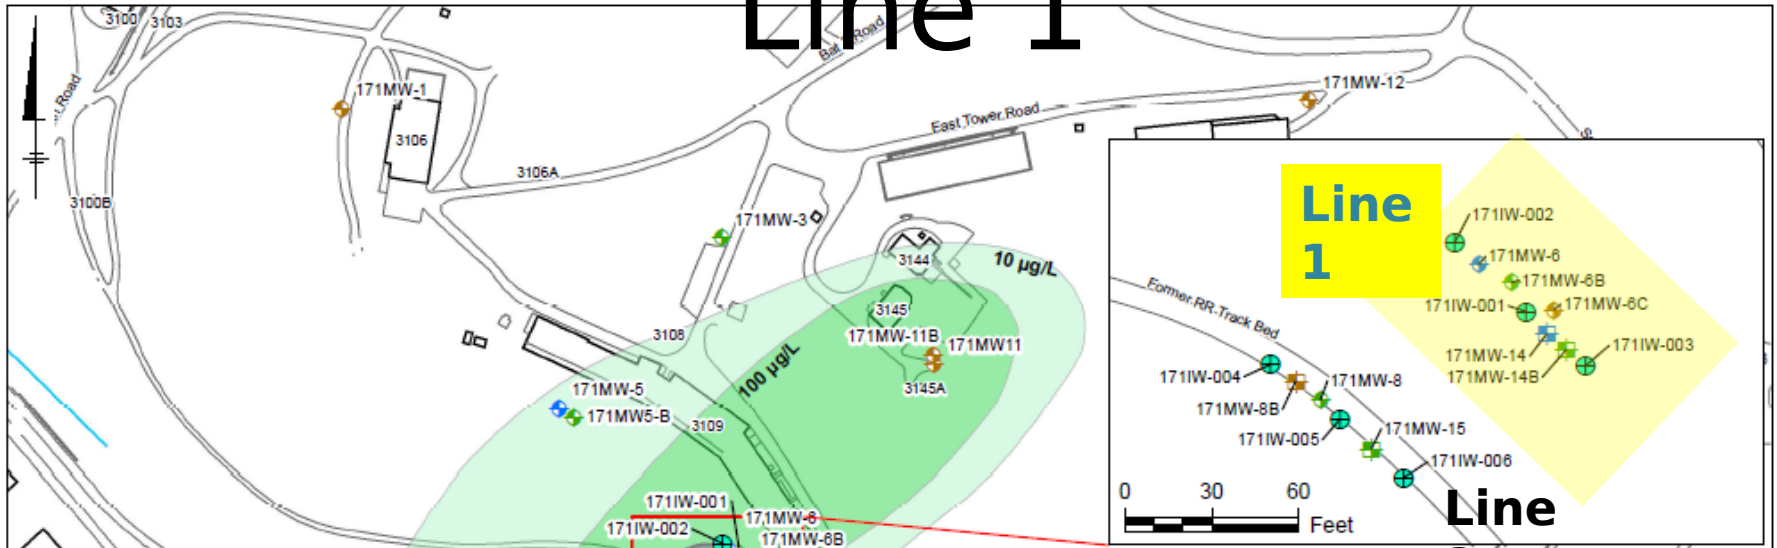 Line 1
3100
3103
Road
171MW-1
3106
3100B
3106A
Road
East Tower Road
171MW-12
171MW-3
3144
10 µg/L
3145
171MW-11B
171MW11
3145A
3108
100 µg/L
171MW-5
171MW5-B
3109
171IW-001
171IW-002
171MW-6
171MW-6B
Line
1
171IW-002
171MW-6
171MW-6B
171IW-001
171MW-6C
171MW-14
171MW-14B
171IW-003
Former RR Track Bed
171IW-004
171MW-8
171MW-8B
171IW-005
171MW-15
171IW-006
0 30 60
Feet
Line